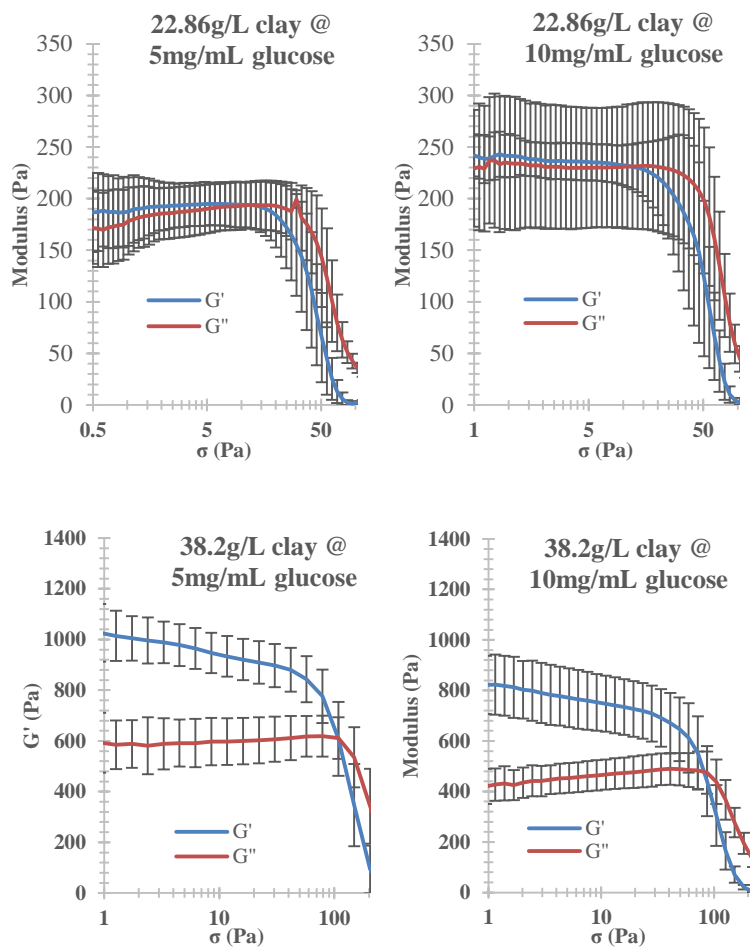 22.86g/L clay @
5mg/mL glucose
350
300
250
200
150
100
50
0
Modulus (Pa)
G'
G"
0.5
5
50
σ (Pa)
22.86g/L clay @
10mg/mL glucose
350
300
250
200
150
100
50
0
Modulus (Pa)
G'
G"
1
5
50
σ (Pa)
38.2g/L clay @
5mg/mL glucose
1400
1200
1000
800
600
400
200
0
G' (Pa)
G'
G"
1
10
100
σ (Pa)
38.2g/L clay @
10mg/mL glucose
1400
1200
1000
800
600
400
200
0
Modulus (Pa)
G'
G"
1
10
100
σ (Pa)